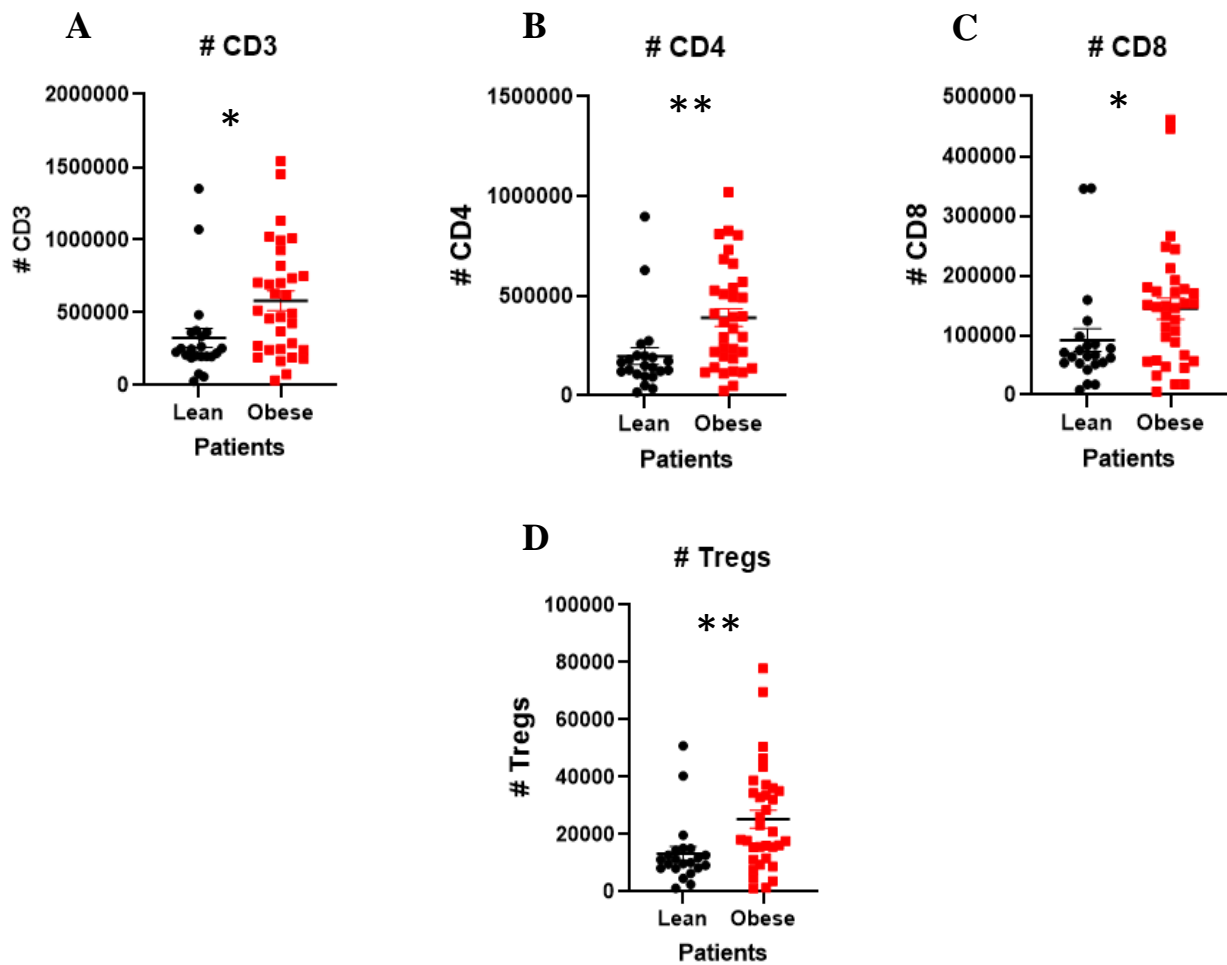 A
# CD3
# CD3
2000000
1500000
1000000
500000
0
*
Lean Obese
Patients
B
# CD4
# CD4
1500000
1000000
500000
0
**
Lean Obese
Patients
C
# CD8
# CD8
500000
400000
300000
200000
100000
0
*
Lean Obese
Patients
D
# Tregs
# Tregs
100000
80000
60000
40000
20000
0
**
Lean Obese
Patients